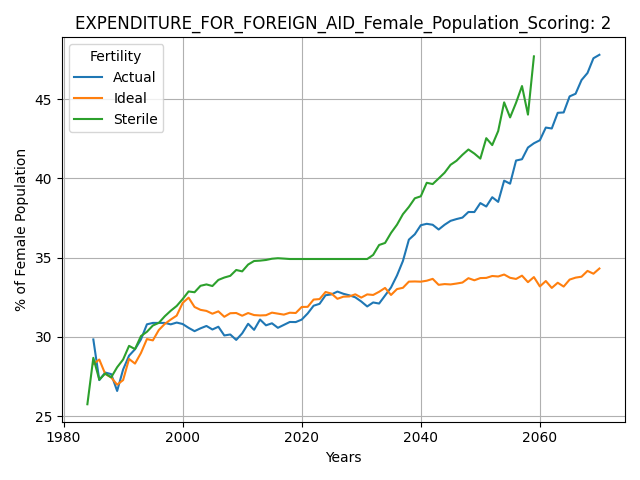 EXPENDITURE_FOR_FOREIGN_AID_Female_Population_Scoring: 2
Fertility
Actual
Ideal
Sterile
% of Female Population
45
40
35
30
25
1980 2000 2020 2040 2060
Years